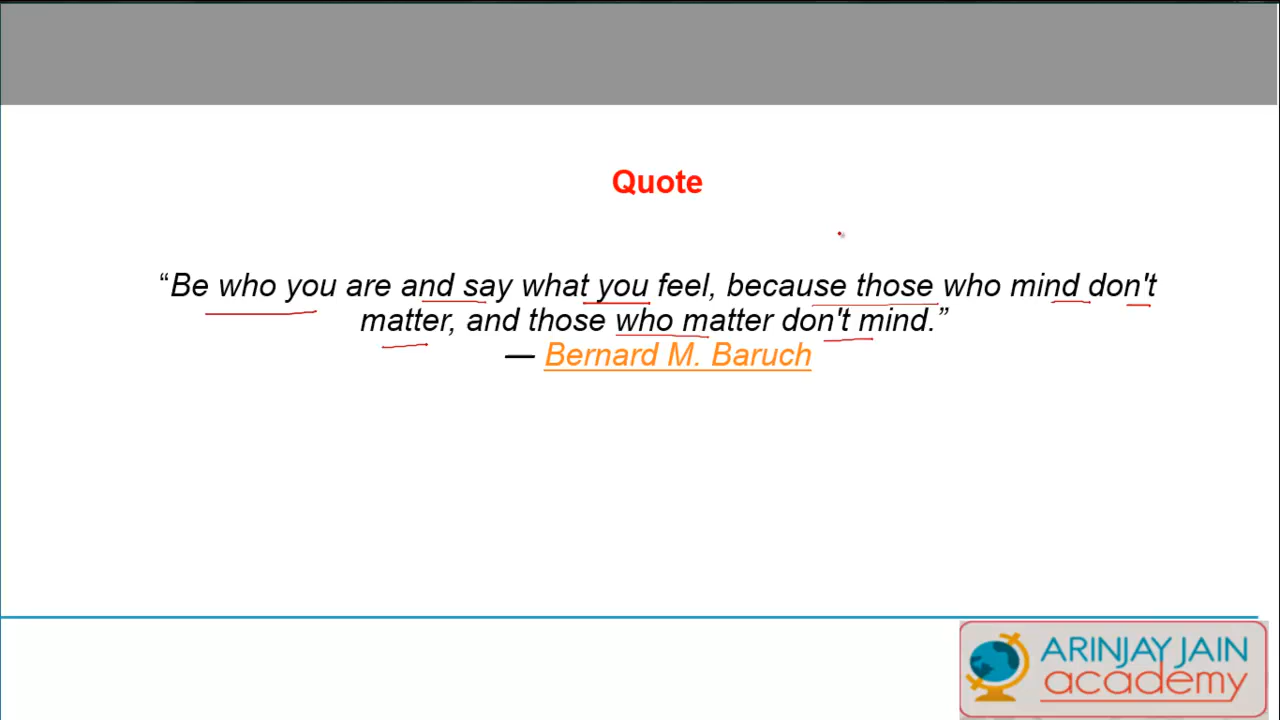 Quote
“Be who you are and say what you feel, because those who mind don't
matter, and those who matter don't mind.”
— Bernard M. Baruch
ARINJAY JAIN
academy